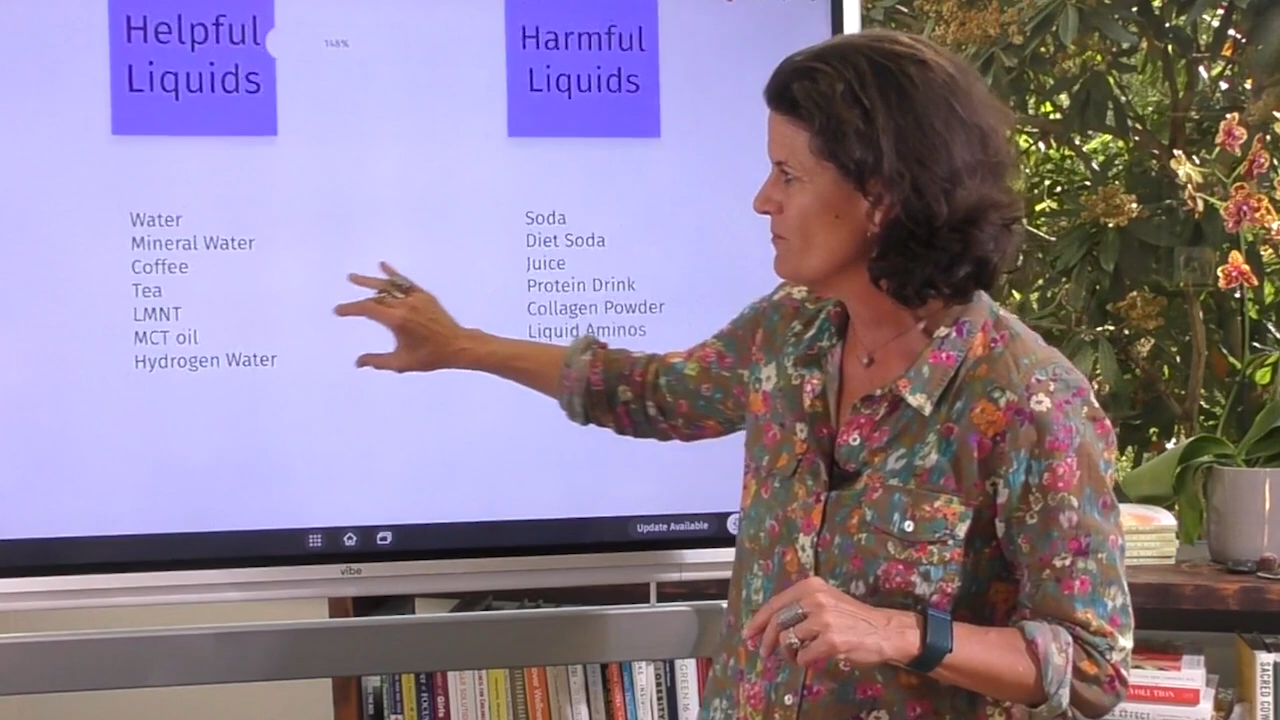 Helpful
Liquids
148%
Harmful
Liquids
Water
Mineral Water
Coffee
Tea
LMNT
MCT oil
Hydrogen Water
Soda
Diet Soda
Juice
Protein Drink
Collagen Powder
Liquid Aminos
Update Available
vibe
GREEN
SACRED